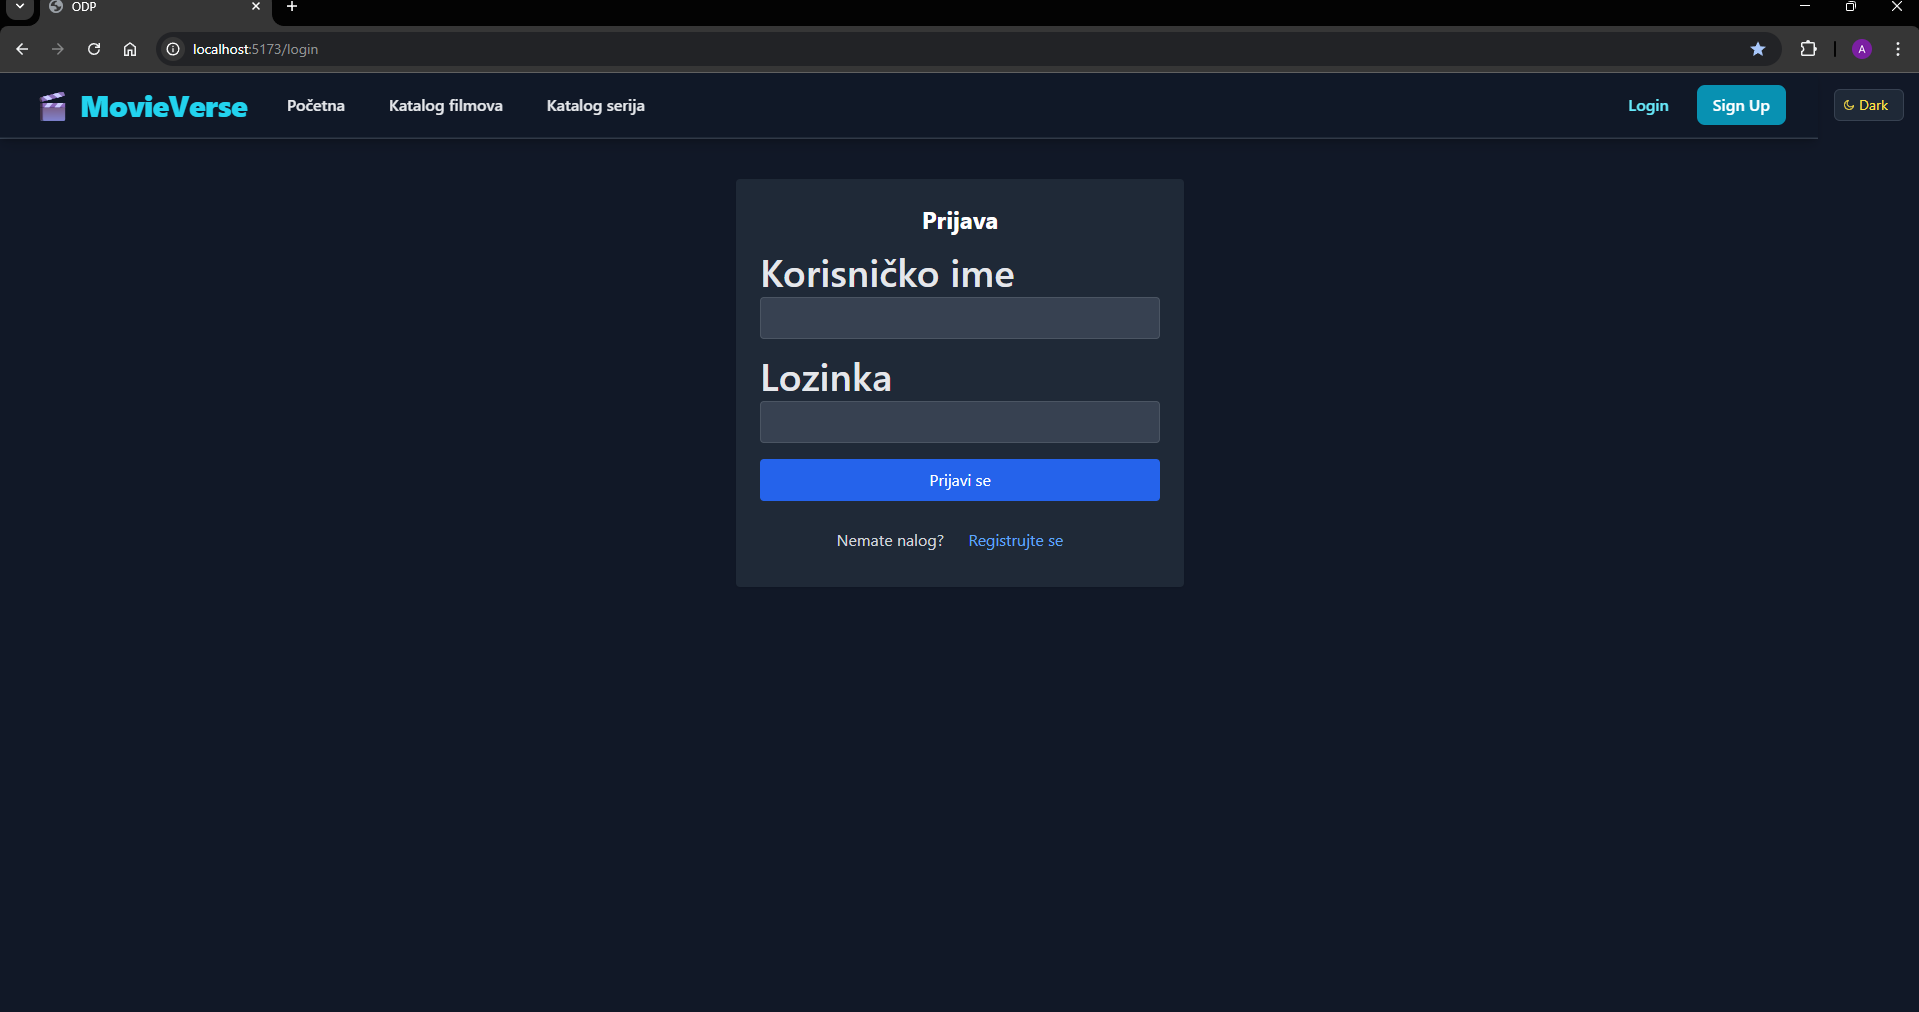 ODP
localhost:5173/login
A
MovieVerse Početna Katalog filmova Katalog serija Login Sign Up Dark
Prijava
Korisničko ime
Lozinka
Prijavi se
Nemate nalog? Registrujte se